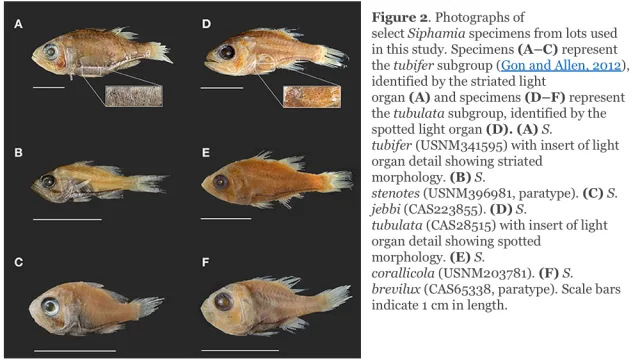 A
D
B
E
C
F
Figure 2. Photographs of
select Siphamia specimens from lots used
in this study. Specimens (A–C) represent
the tubifer subgroup (Gon and Allen, 2012),
identified by the striated light
organ (A) and specimens (D–F) represent
the tubulata subgroup, identified by the
spotted light organ (D). (A) S.
tubifer (USNM341595) with insert of light
organ detail showing striated
morphology. (B) S.
stenotes (USNM396981, paratype). (C) S.
jebbi (CAS223855). (D) S.
tubulata (CAS28515) with insert of light
organ detail showing spotted
morphology. (E) S.
corallicola (USNM203781). (F) S.
brevilux (CAS65338, paratype). Scale bars
indicate 1 cm in length.